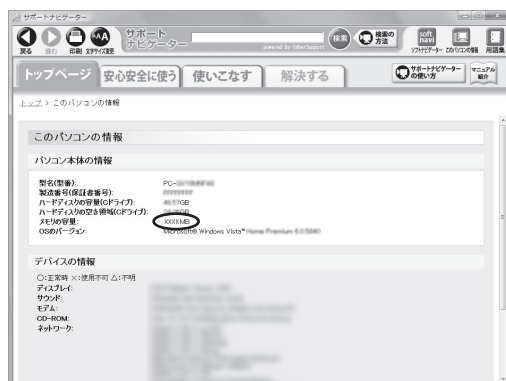 サポートナビゲーター
戻る 進む 印刷 文字サイズ変更
サポート
ナビゲーター
powered by CyberSupport
検索
検索の方法
soft navi
ソフトナビゲーター このパソコンの情報 用語集
トップページ 安心安全に使う 使いこなす 解決する
サポートナビゲーターの使い方
マニュアル紹介
トップ > このパソコンの情報
このパソコンの情報
パソコン本体の情報
型名(型番): PC-
製造番号(保証書番号):
ハードディスクの容量(Cドライブ): GB
ハードディスクの空き領域(Cドライブ): GB
メモリの容量: XXXXMB
OSのバージョン: Microsoft® Windows Vista™
デバイスの情報
○:正常時 ×:使用不可 △:不明
ディスプレイ:
サウンド:
モデム:
CD-ROM:
ネットワーク: